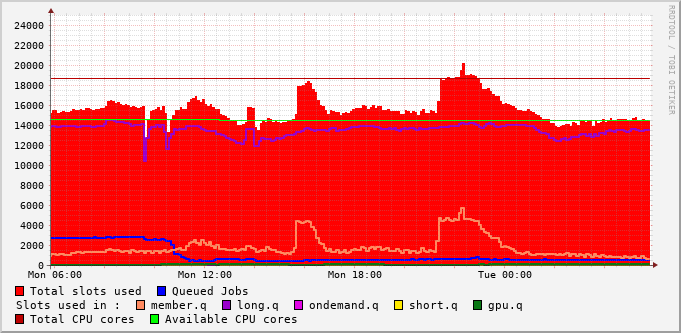 24000
22000
20000
18000
16000
14000
12000
10000
8000
6000
4000
2000
0
Mon 06:00 Mon 12:00 Mon 18:00 Tue 00:00
Total slots used Queued Jobs
Slots used in : member.q long.q ondemand.q short.q gpu.q
Total CPU cores Available CPU cores
RRDTOOL / TOBI OETIKER